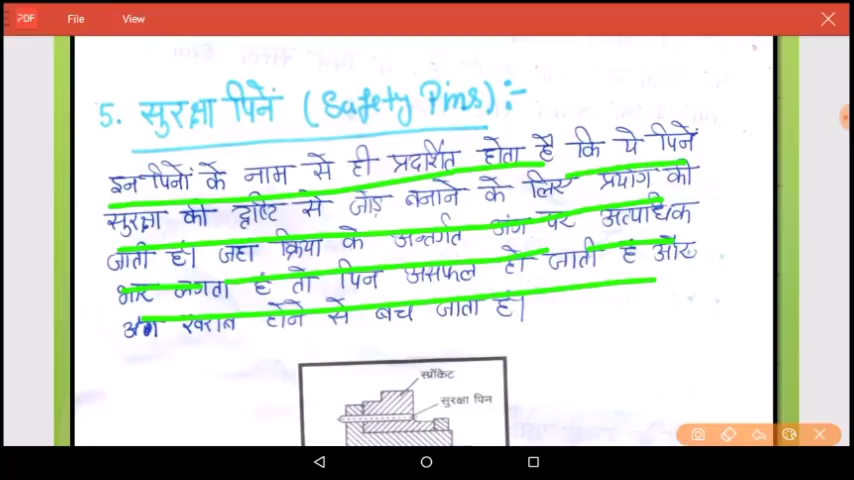 PDF File View
5. सुरक्षा पिनें (Safety Pins) :-
इन पिनों के नाम से ही प्रदर्शित होता है कि ये पिनें
सुरक्षा की दृष्टि से जोड़ बनाने के लिए प्रयोग की
जाती हैं। जहा क्रिया के अन्तर्गत अंग पर अत्याधिक
भार लगता है तो पिन असफल हो जाती है और
अंग खराब होने से बच जाता है।
स्प्रॉकेट
सुरक्षा पिन